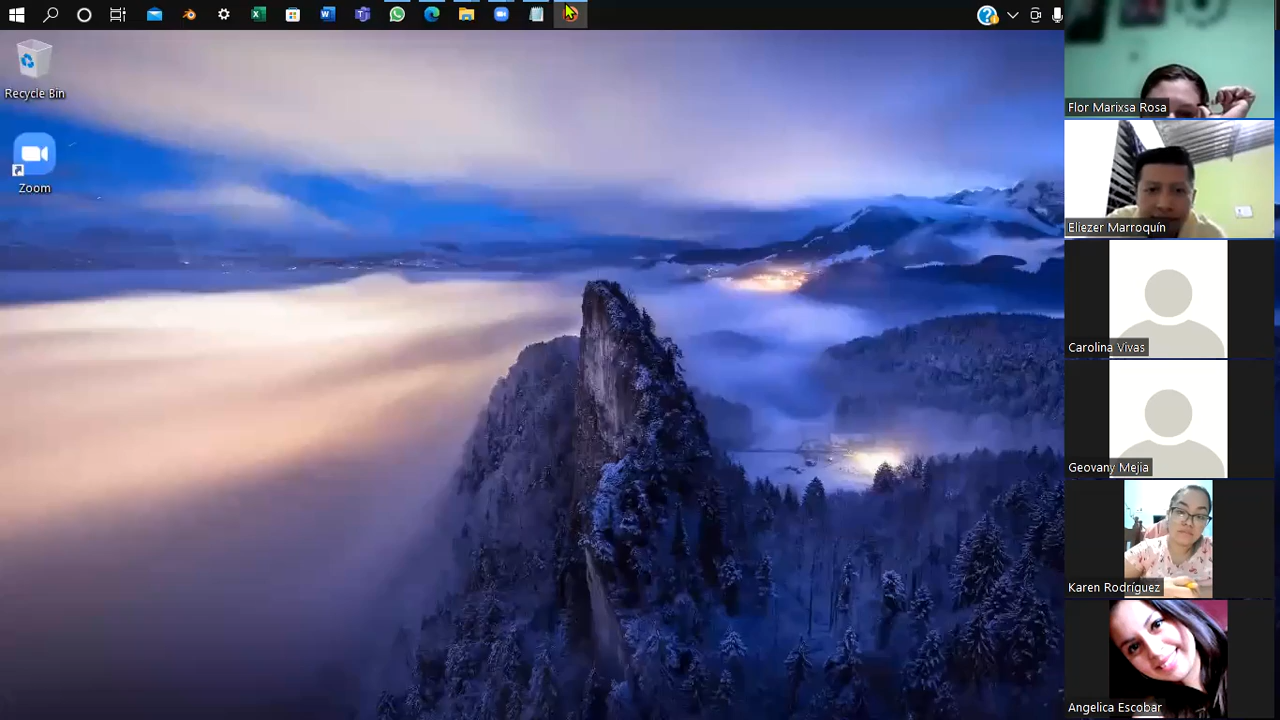 Recycle Bin
Zoom
Flor Marixsa Rosa
Eliezer Marroquín
Carolina Vivas
Geovany Mejia
Karen Rodríguez
Angelica Escobar